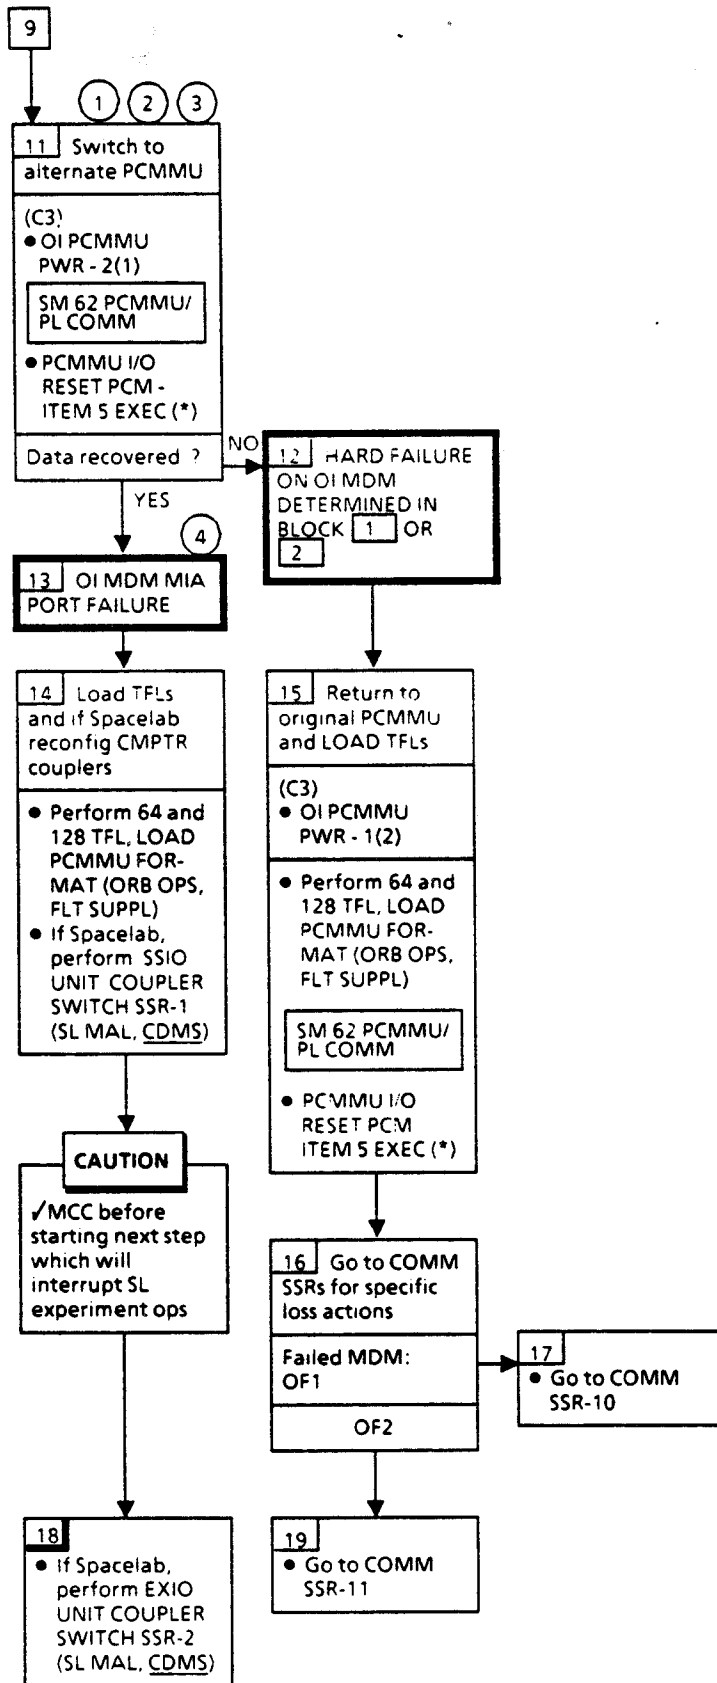 9
1 2 3
11 Switch to
alternate PCMMU
(C3)
● OI PCMMU
PWR - 2(1)
SM 62 PCMMU/
PL COMM
● PCMMU I/O
RESET PCM -
ITEM 5 EXEC (*)
Data recovered ?
NO
YES
12 HARD FAILURE
ON OI MDM
DETERMINED IN
BLOCK 1 OR
2
4
13 OI MDM MIA
PORT FAILURE
14 Load TFLs
and if Spacelab
reconfig CMPTR
couplers
● Perform 64 and
128 TFL, LOAD
PCMMU FOR-
MAT (ORB OPS,
FLT SUPPL)
● If Spacelab,
perform SSIO
UNIT COUPLER
SWITCH SSR-1
(SL MAL, CDMS)
CAUTION
✓MCC before
starting next step
which will
interrupt SL
experiment ops
18
● If Spacelab,
perform EXIO
UNIT COUPLER
SWITCH SSR-2
(SL MAL, CDMS)
15 Return to
original PCMMU
and LOAD TFLs
(C3)
● OI PCMMU
PWR - 1(2)
● Perform 64 and
128 TFL, LOAD
PCMMU FOR-
MAT (ORB OPS,
FLT SUPPL)
SM 62 PCMMU/
PL COMM
● PCMMU I/O
RESET PCM
ITEM 5 EXEC (*)
16 Go to COMM
SSRs for specific
loss actions
Failed MDM:
OF1
OF2
17
● Go to COMM
SSR-10
19
● Go to COMM
SSR-11